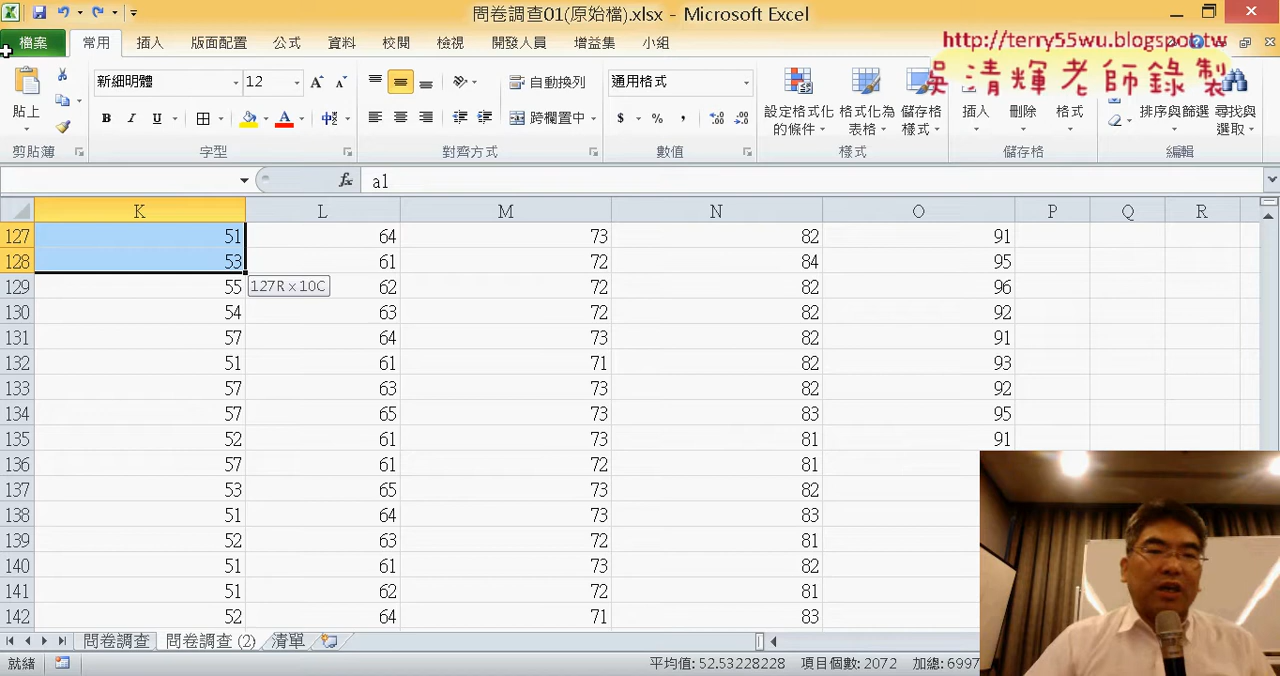 問卷調查01(原始檔).xlsx - Microsoft Excel
檔案 常用 插入 版面配置 公式 資料 校閱 檢視 開發人員 增益集 小組
http://terry55wu.blogspot.tw
吳清輝老師錄製
貼上 新細明體 12 自動換列 通用格式 設定格式化的條件 格式化為表格 儲存格樣式 插入 刪除 格式 排序與篩選 尋找與選取
B I U A 跨欄置中 $ % ,
剪貼簿 字型 對齊方式 數值 樣式 儲存格 編輯
fx a1
K L M N O P Q R
127 51 64 73 82 91
128 53 61 72 84 95
129 55 62 72 82 96
127R x 10C
130 54 63 72 82 92
131 57 64 73 82 91
132 51 61 71 82 93
133 57 63 73 82 92
134 57 65 73 83 95
135 52 61 73 81 91
136 57 61 72 81
137 53 65 73 82
138 51 64 73 83
139 52 63 72 81
140 51 61 73 82
141 51 62 72 81
142 52 64 71 83
問卷調查 問卷調查 (2) 清單
就緒 平均值: 52.53228228 項目個數: 2072 加總: 6997